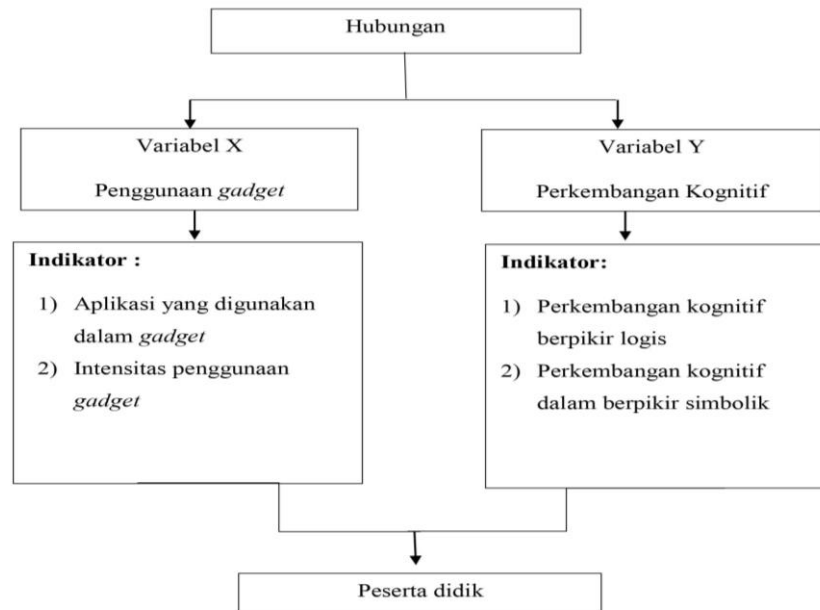 Hubungan
Variabel X
Penggunaan gadget
Variabel Y
Perkembangan Kognitif
Indikator :
1) Aplikasi yang digunakan
dalam gadget
2) Intensitas penggunaan
gadget
Indikator:
1) Perkembangan kognitif
berpikir logis
2) Perkembangan kognitif
dalam berpikir simbolik
Peserta didik